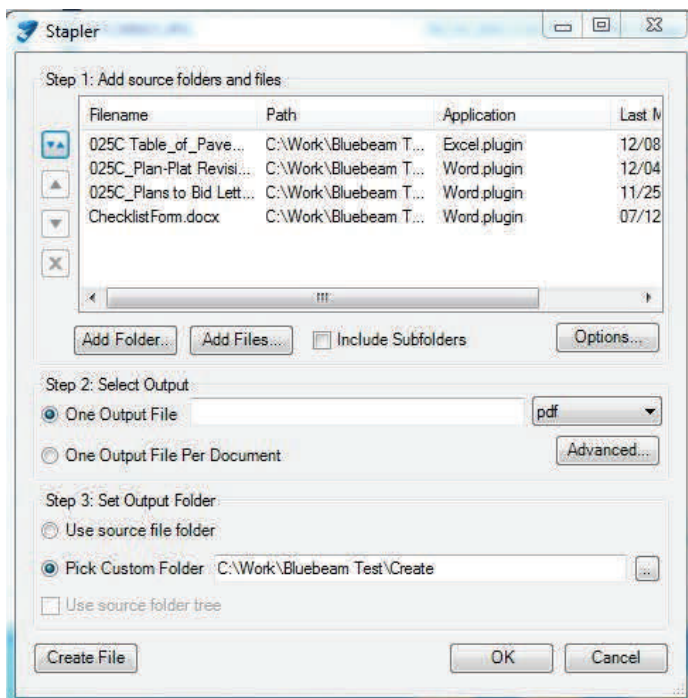 Stapler
Step 1: Add source folders and files
Filename Path Application Last M
025C Table_of_Pave... C:\Work\Bluebeam T... Excel.plugin 12/08
025C_Plan-Plat Revisi... C:\Work\Bluebeam T... Word.plugin 12/04
025C_Plans to Bid Lett... C:\Work\Bluebeam T... Word.plugin 11/25
ChecklistForm.docx C:\Work\Bluebeam T... Word.plugin 07/12
Add Folder.. Add Files... Include Subfolders Options...
Step 2: Select Output
One Output File pdf
One Output File Per Document Advanced...
Step 3: Set Output Folder
Use source file folder
Pick Custom Folder C:\Work\Bluebeam Test\Create ..
Use source folder tree
Create File OK Cancel